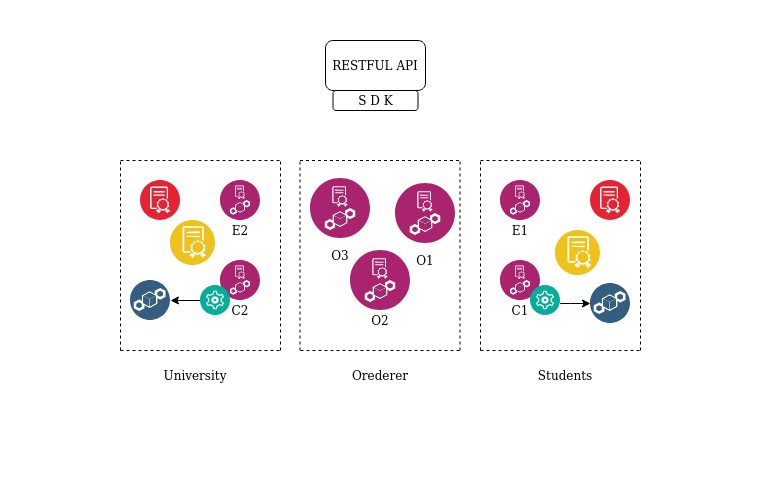 RESTFUL API
S D K
E2
C2
O3
O1
O2
E1
C1
University
Orederer
Students